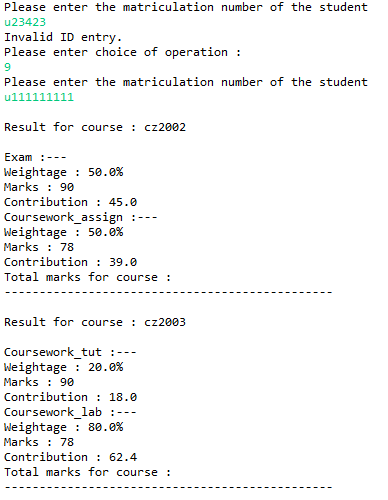 Please enter the matriculation number of the student
u23423
Invalid ID entry.
Please enter choice of operation :
9
Please enter the matriculation number of the student
u111111111
Result for course : cz2002
Exam :---
Weightage : 50.0%
Marks : 90
Contribution : 45.0
Coursework_assign :---
Weightage : 50.0%
Marks : 78
Contribution : 39.0
Total marks for course :
-----------------------------------------------
Result for course : cz2003
Coursework_tut :---
Weightage : 20.0%
Marks : 90
Contribution : 18.0
Coursework_lab :---
Weightage : 80.0%
Marks : 78
Contribution : 62.4
Total marks for course :
-----------------------------------------------